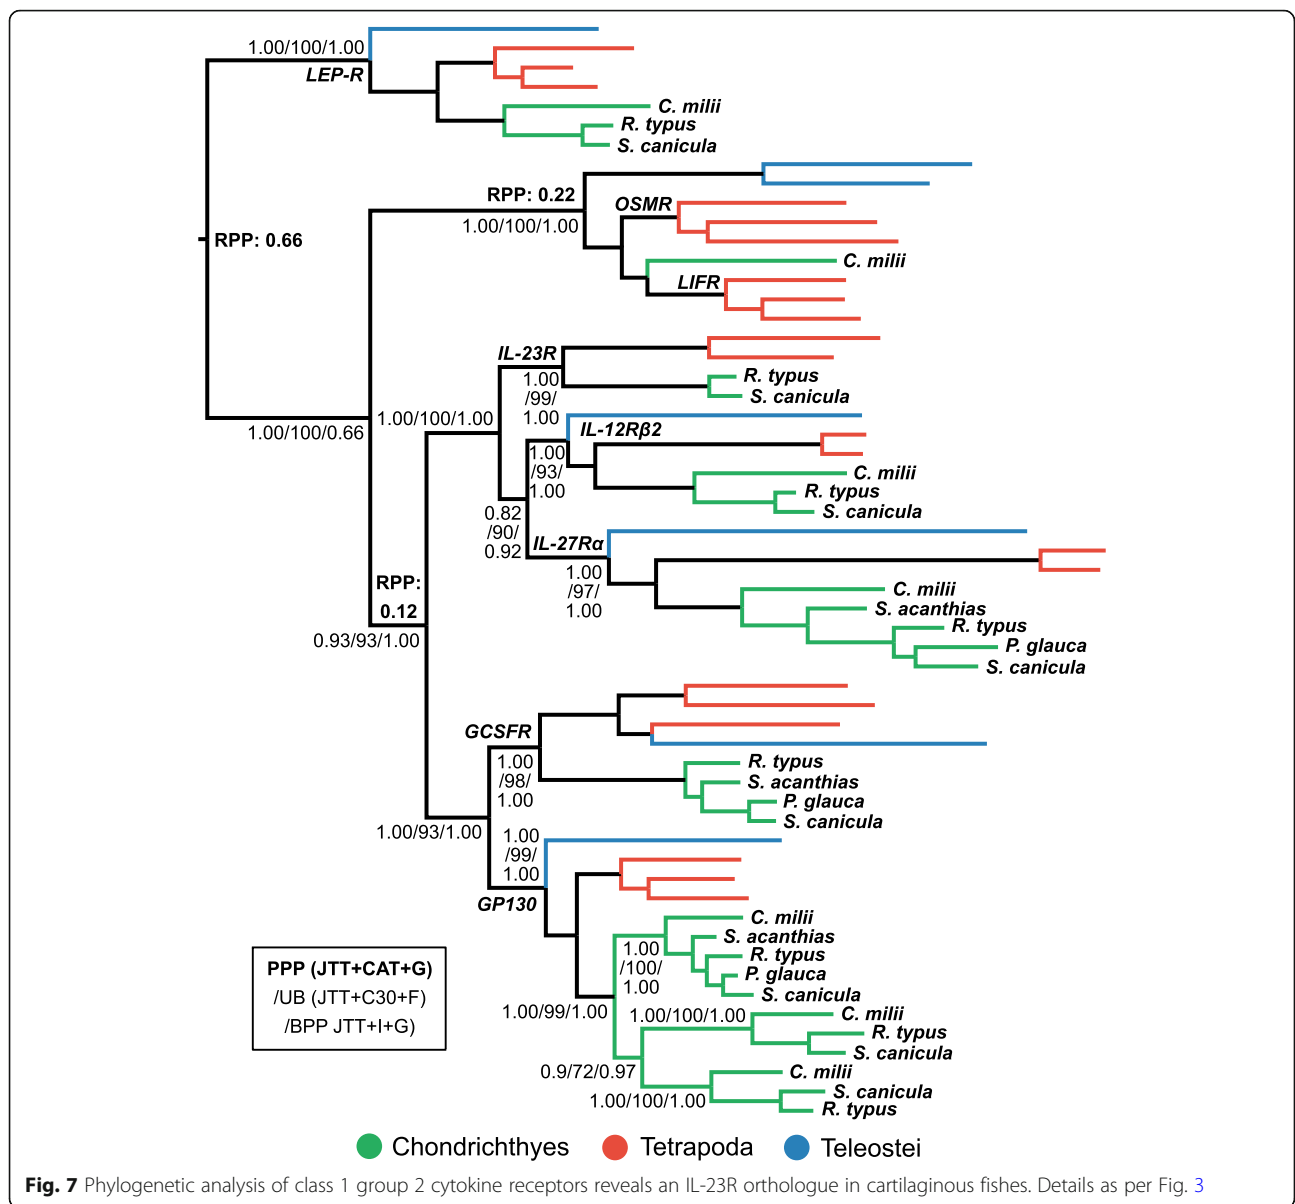 1.00/100/1.00
LEP-R
C. milii
R. typus
S. canicula
RPP: 0.66
RPP: 0.22
1.00/100/1.00
OSMR
C. milii
LIFR
1.00/100/0.66
IL-23R
1.00
/99/
1.00
R. typus
S. canicula
1.00/100/1.00
IL-12Rβ2
1.00
/93/
1.00
C. milii
R. typus
S. canicula
0.82
/90/
0.92
IL-27Rα
1.00
/97/
1.00
C. milii
S. acanthias
R. typus
P. glauca
S. canicula
RPP:
0.12
0.93/93/1.00
GCSFR
1.00
/98/
1.00
R. typus
S. acanthias
P. glauca
S. canicula
1.00/93/1.00
1.00
/99/
1.00
GP130
C. milii
S. acanthias
R. typus
P. glauca
S. canicula
1.00
/100/
1.00
1.00/99/1.00
1.00/100/1.00
C. milii
R. typus
S. canicula
0.9/72/0.97
1.00/100/1.00
C. milii
S. canicula
R. typus
PPP (JTT+CAT+G)
/UB (JTT+C30+F)
/BPP JTT+I+G)
Chondrichthyes
Tetrapoda
Teleostei
Fig. 7 Phylogenetic analysis of class 1 group 2 cytokine receptors reveals an IL-23R orthologue in cartilaginous fishes. Details as per Fig. 3